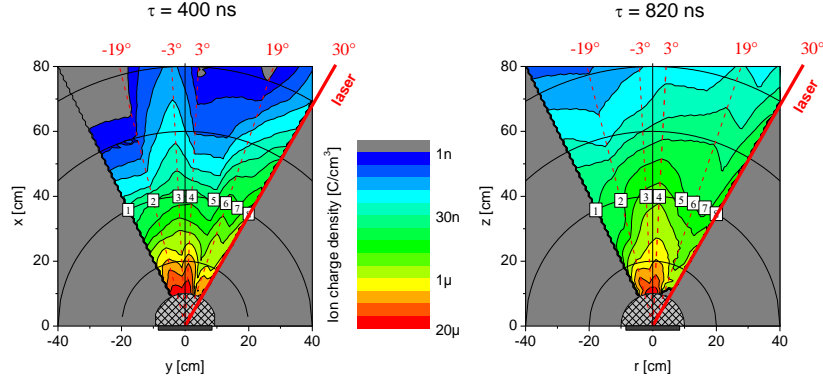 τ = 400 ns
-19° -3° 3° 19° 30°
laser
80
60
40
20
0
x [cm]
1 2 3 4 5 6 7
-40 -20 0 20 40
y [cm]
Ion charge density [C/cm³]
1n
30n
1µ
20µ
τ = 820 ns
-19° -3° 3° 19° 30°
laser
80
60
40
20
0
z [cm]
1 2 3 4 5 6 7
-40 -20 0 20 40
r [cm]